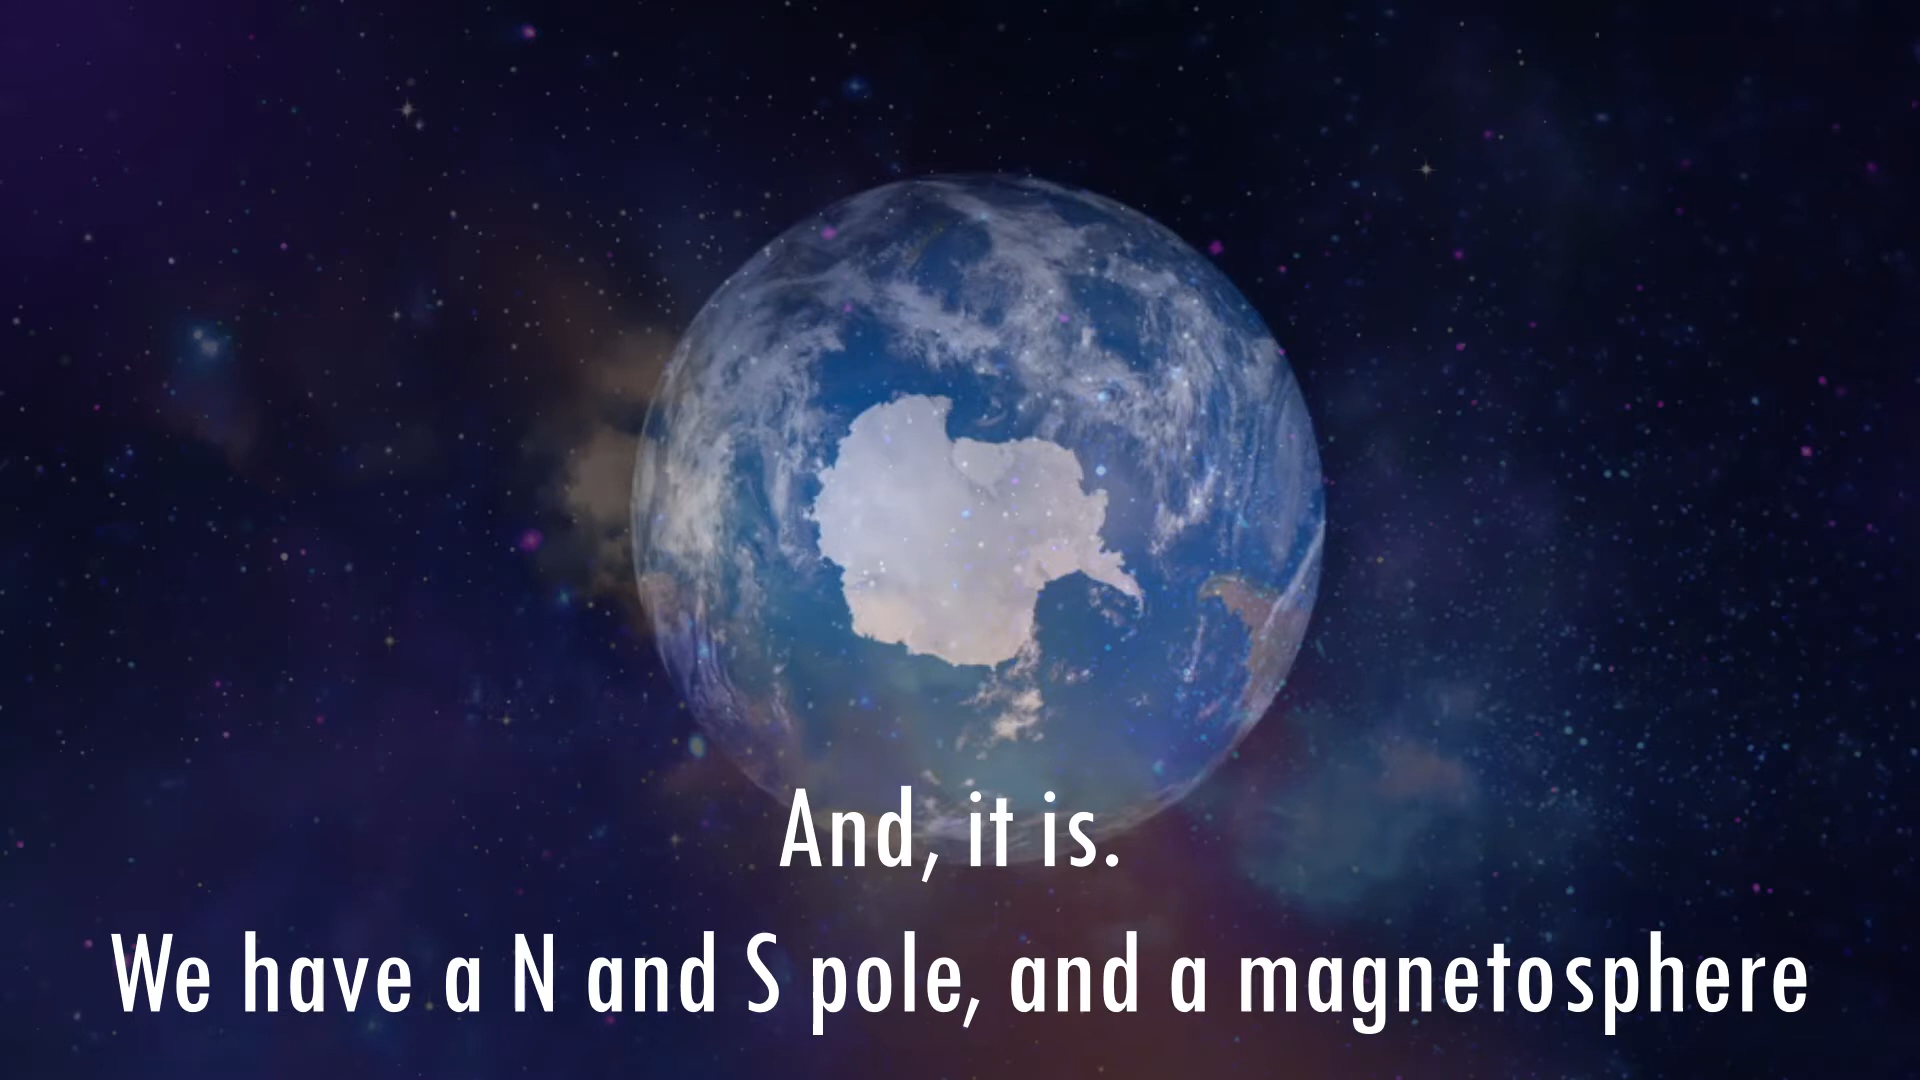 And, it is.
We have a N and S pole, and a magnetosphere